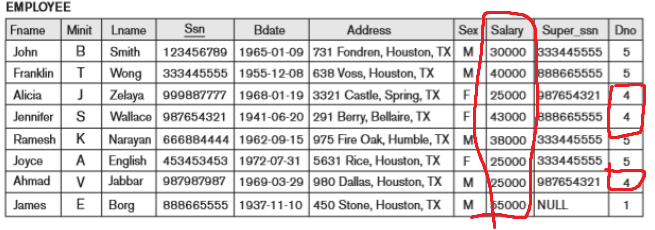 EMPLOYEE
Fname Minit Lname Ssn Bdate Address Sex Salary Super_ssn Dno
John B Smith 123456789 1965-01-09 731 Fondren, Houston, TX M 30000 333445555 5
Franklin T Wong 333445555 1955-12-08 638 Voss, Houston, TX M 40000 888665555 5
Alicia J Zelaya 999887777 1968-01-19 3321 Castle, Spring, TX F 25000 987654321 4
Jennifer S Wallace 987654321 1941-06-20 291 Berry, Bellaire, TX F 43000 888665555 4
Ramesh K Narayan 666884444 1962-09-15 975 Fire Oak, Humble, TX M 38000 333445555 5
Joyce A English 453453453 1972-07-31 5631 Rice, Houston, TX F 25000 333445555 5
Ahmad V Jabbar 987987987 1969-03-29 980 Dallas, Houston, TX M 25000 987654321 4
James E Borg 888665555 1937-11-10 450 Stone, Houston, TX M 55000 NULL 1